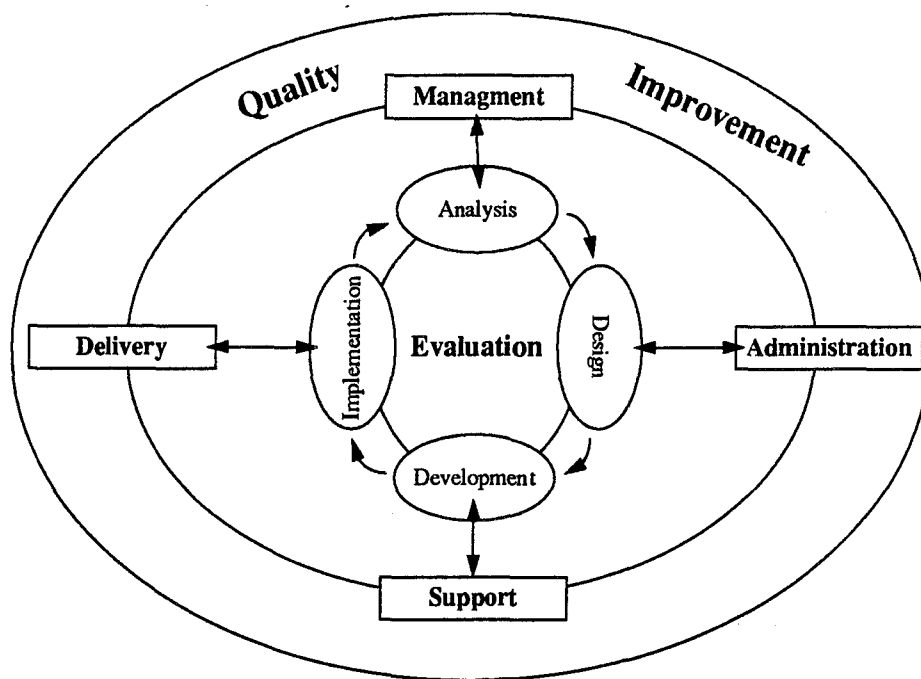 Quality
Improvement
Managment
Analysis
Implementation
Design
Delivery
Evaluation
Administration
Development
Support